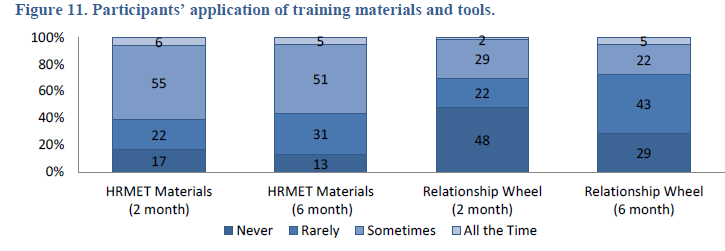 Figure 11. Participants' application of training materials and tools.
100%
80%
60%
40%
20%
0%
6
55
22
17
5
51
31
13
2
29
22
48
5
22
43
29
HRMET Materials
(2 month)
HRMET Materials
(6 month)
Relationship Wheel
(2 month)
Relationship Wheel
(6 month)
Never Rarely Sometimes All the Time